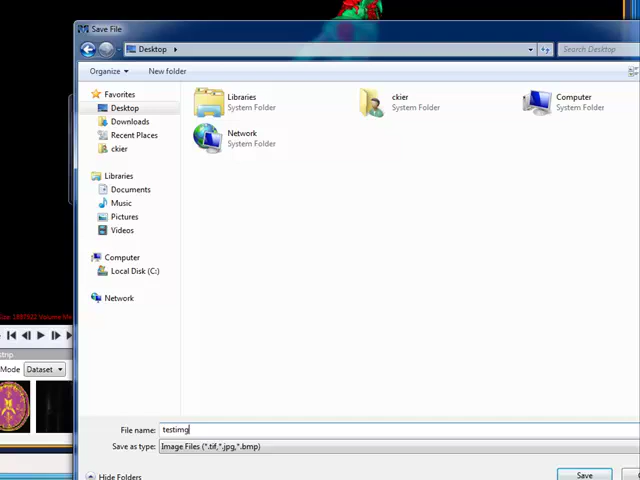 Save File
Desktop
Search Desktop
Organize
New folder
Favorites
Desktop
Downloads
Recent Places
ckier
Libraries
Documents
Music
Pictures
Videos
Computer
Local Disk (C:)
Network
Libraries
System Folder
ckier
System Folder
Computer
System Folder
Network
System Folder
Mode
Dataset
File name: testimg
Save as type: Image Files (*.tif,*.jpg,*.bmp)
Hide Folders
Save